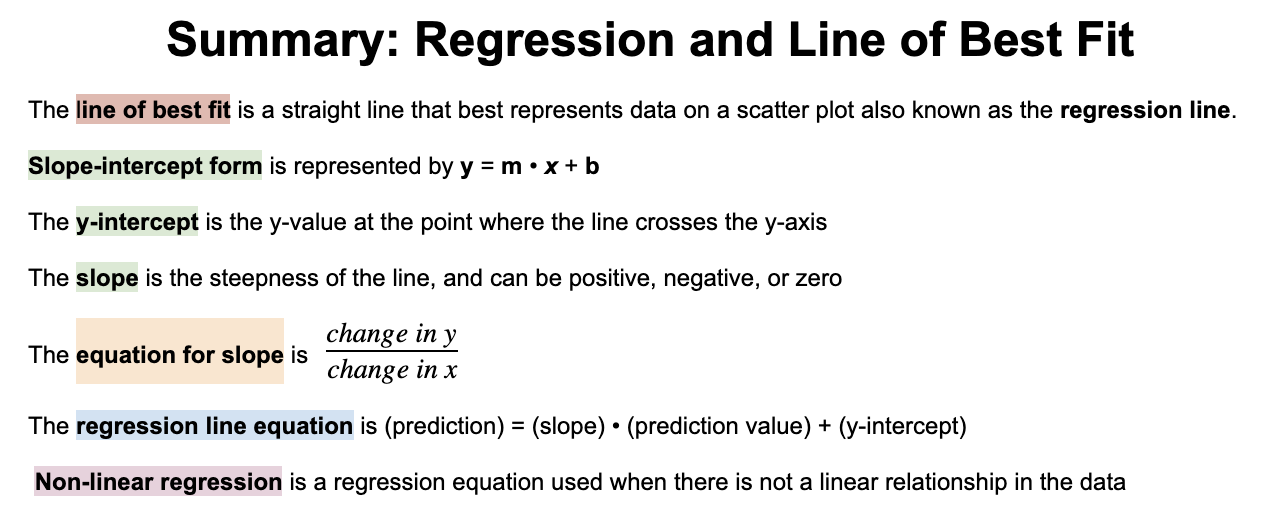 Summary: Regression and Line of Best Fit
The line of best fit is a straight line that best represents data on a scatter plot also known as the regression line.
Slope-intercept form is represented by y = m • x + b
The y-intercept is the y-value at the point where the line crosses the y-axis
The slope is the steepness of the line, and can be positive, negative, or zero
The equation for slope is change in y / change in x
The regression line equation is (prediction) = (slope) • (prediction value) + (y-intercept)
Non-linear regression is a regression equation used when there is not a linear relationship in the data